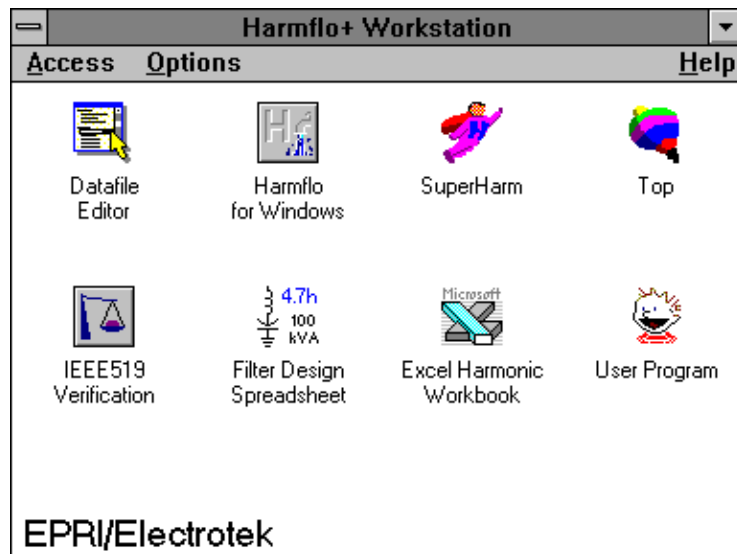 Harmflo+ Workstation
Access Options Help
Datafile
Editor
Harmflo
for Windows
SuperHarm
Top
IEEE519
Verification
4.7h
100
kVA
Filter Design
Spreadsheet
Microsoft
Excel Harmonic
Workbook
User Program
EPRI/Electrotek